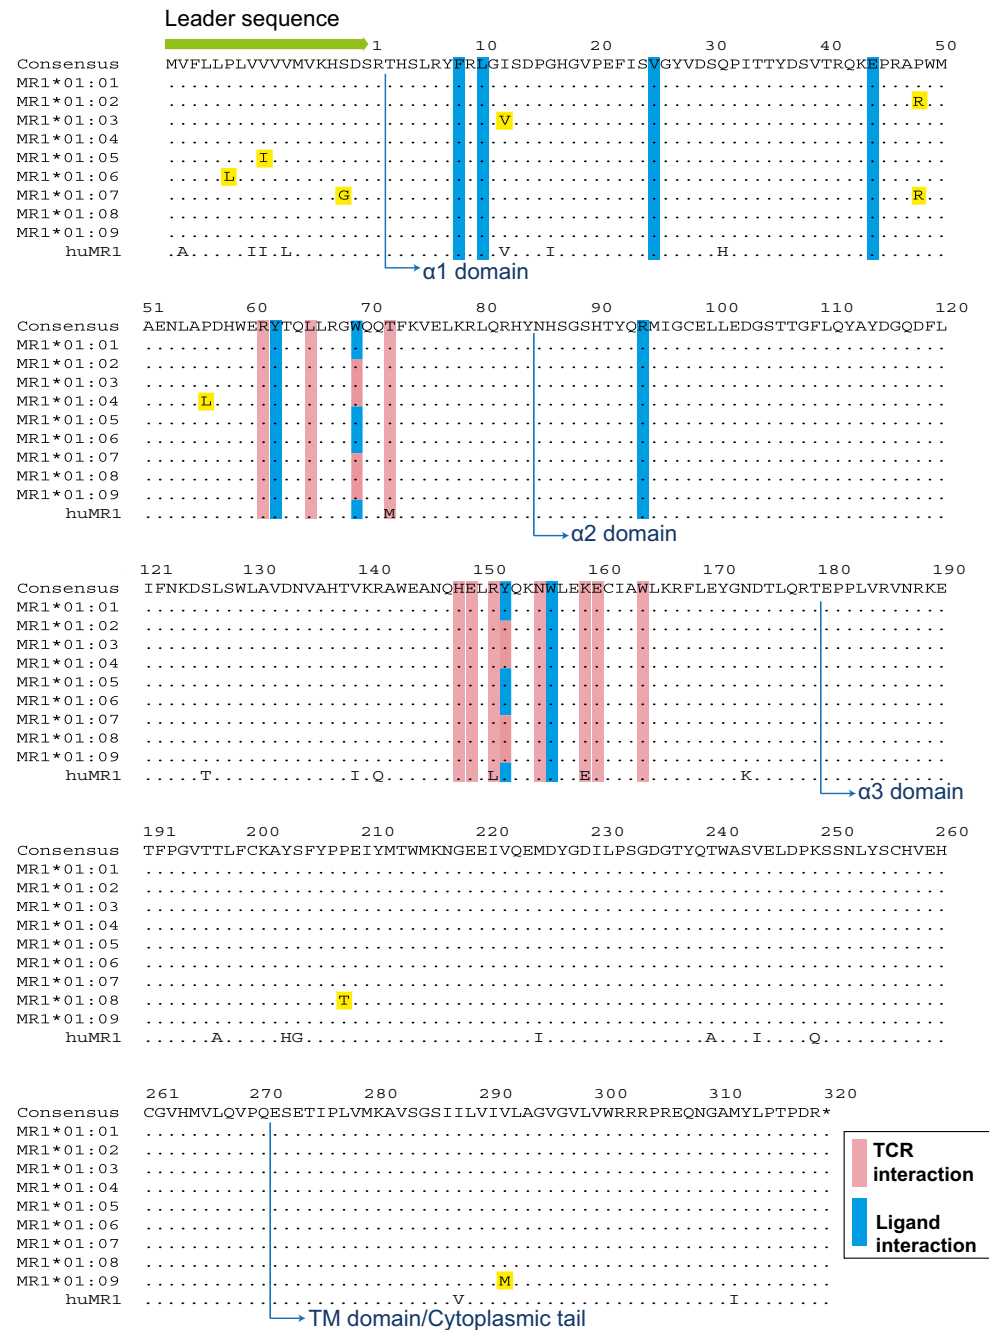 Leader sequence
1 10 20 30 40 50
Consensus MVFLLPLVVVVMVKHSDSRTHSLRYFRLGISDPGHGVPEFISVGYVDSQPITTYDSVTRQKEPRAPWM
MR1*01:01 ....................................................................
MR1*01:02 .................................................................R..
MR1*01:03 .............................V......................................
MR1*01:04 ....................................................................
MR1*01:05 ........I...........................................................
MR1*01:06 .....L..............................................................
MR1*01:07 ...............G.................................................R..
MR1*01:08 ....................................................................
MR1*01:09 ....................................................................
huMR1 .A.....II.L..................V...I..............H...................
α1 domain
51 60 70 80 90 100 110 120
Consensus AENLAPDHWERYTQLLRGWQQTFKVELKRLQRHYNHSGSHTYQRMIGCELLEDGSTTGFLQYAYDGQDFL
MR1*01:01 ......................................................................
MR1*01:02 ......................................................................
MR1*01:03 ......................................................................
MR1*01:04 .....L................................................................
MR1*01:05 ......................................................................
MR1*01:06 ......................................................................
MR1*01:07 ......................................................................
MR1*01:08 ......................................................................
MR1*01:09 ......................................................................
huMR1 .....................M................................................
α2 domain
121 130 140 150 160 172 180 190
Consensus IFNKDSLSWLAVDNVAHTVKRAWEANQHELRYQKNWLEKECIAWLKRFLEYGNDTLQRTEPPLVRVNRKE
MR1*01:01 ......................................................................
MR1*01:02 ......................................................................
MR1*01:03 ......................................................................
MR1*01:04 ......................................................................
MR1*01:05 ......................................................................
MR1*01:06 ......................................................................
MR1*01:07 ......................................................................
MR1*01:08 ......................................................................
MR1*01:09 ......................................................................
huMR1 .....T............I.Q.........L.......E.............K.................
α3 domain
191 200 210 220 230 240 250 260
Consensus TFPGVTTLFCKAYSFYPPEIYMTWMKNGEEIVQEMDYGDILPSGDGTYQTWASVELDPKSSNLYSCHVEH
MR1*01:01 ......................................................................
MR1*01:02 ......................................................................
MR1*01:03 ......................................................................
MR1*01:04 ......................................................................
MR1*01:05 ......................................................................
MR1*01:06 ......................................................................
MR1*01:07 ......................................................................
MR1*01:08 .................T....................................................
MR1*01:09 ......................................................................
huMR1 ......A.....HG....................I..............A...I....Q...........
261 270 280 290 300 310 320
Consensus CGVHMVLQVPQESETIPLVMKAVSGSIILVIVLAGVGVLVWRRRPREQNGAMYLPTPDR*
MR1*01:01 ............................................................
MR1*01:02 ............................................................
MR1*01:03 ............................................................
MR1*01:04 ............................................................
MR1*01:05 ............................................................
MR1*01:06 ............................................................
MR1*01:07 ............................................................
MR1*01:08 ............................................................
MR1*01:09 ...............................M............................
huMR1 ...........................V.......................I........
TM domain/Cytoplasmic tail
TCR
interaction
Ligand
interaction